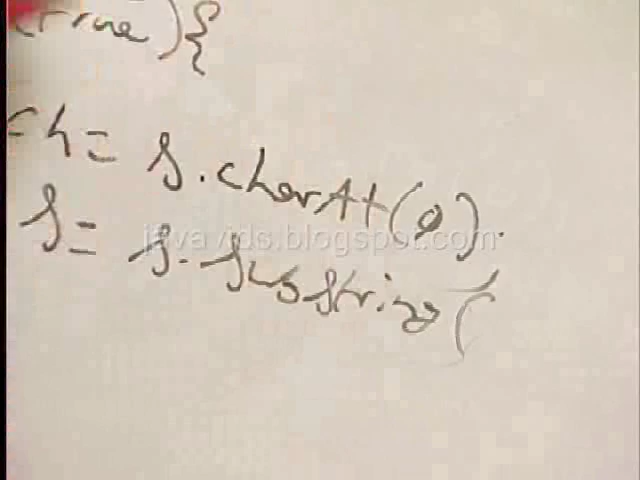 true){
ch = s.charAt(0).
s = s.substring(
javavids.blogspot.com